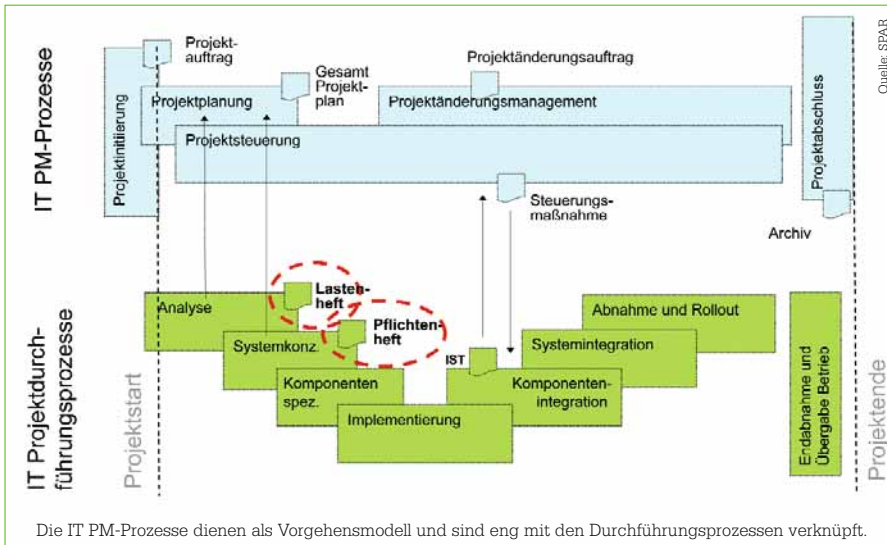 IT PM-Prozesse
Projektinitiierung
Projekt-
auftrag
Projektplanung
Gesamt
Projekt-
plan
Projektänderungsauftrag
Projektänderungsmanagement
Projektsteuerung
Steuerungs-
maßnahme
Projektabschluss
Archiv
Quelle: SPAR
IT Projektdurch-
führungsprozesse
Projektstart
Analyse
Lasten-
heft
Systemkonz.
Pflichten-
heft
Komponenten
spez.
Implementierung
IST
Komponenten-
integration
Systemintegration
Abnahme und Rollout
Endabnahme und
Übergabe Betrieb
Projektende
Die IT PM-Prozesse dienen als Vorgehensmodell und sind eng mit den Durchführungsprozessen verknüpft.